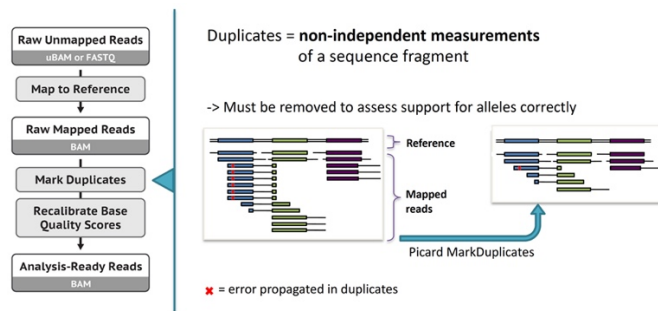 Raw Unmapped Reads
uBAM or FASTQ
Map to Reference
Raw Mapped Reads
BAM
Mark Duplicates
Recalibrate Base
Quality Scores
Analysis-Ready Reads
BAM
Duplicates = non-independent measurements
of a sequence fragment
-> Must be removed to assess support for alleles correctly
Reference
Mapped
reads
Picard MarkDuplicates
✖ = error propagated in duplicates